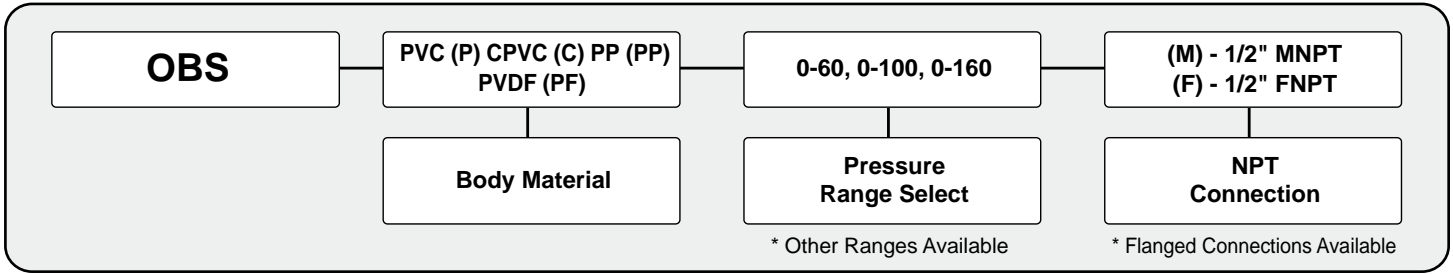 OBS
PVC (P) CPVC (C) PP (PP)
PVDF (PF)
0-60, 0-100, 0-160
(M) - 1/2" MNPT
(F) - 1/2" FNPT
Body Material
Pressure
Range Select
NPT
Connection
* Other Ranges Available
* Flanged Connections Available